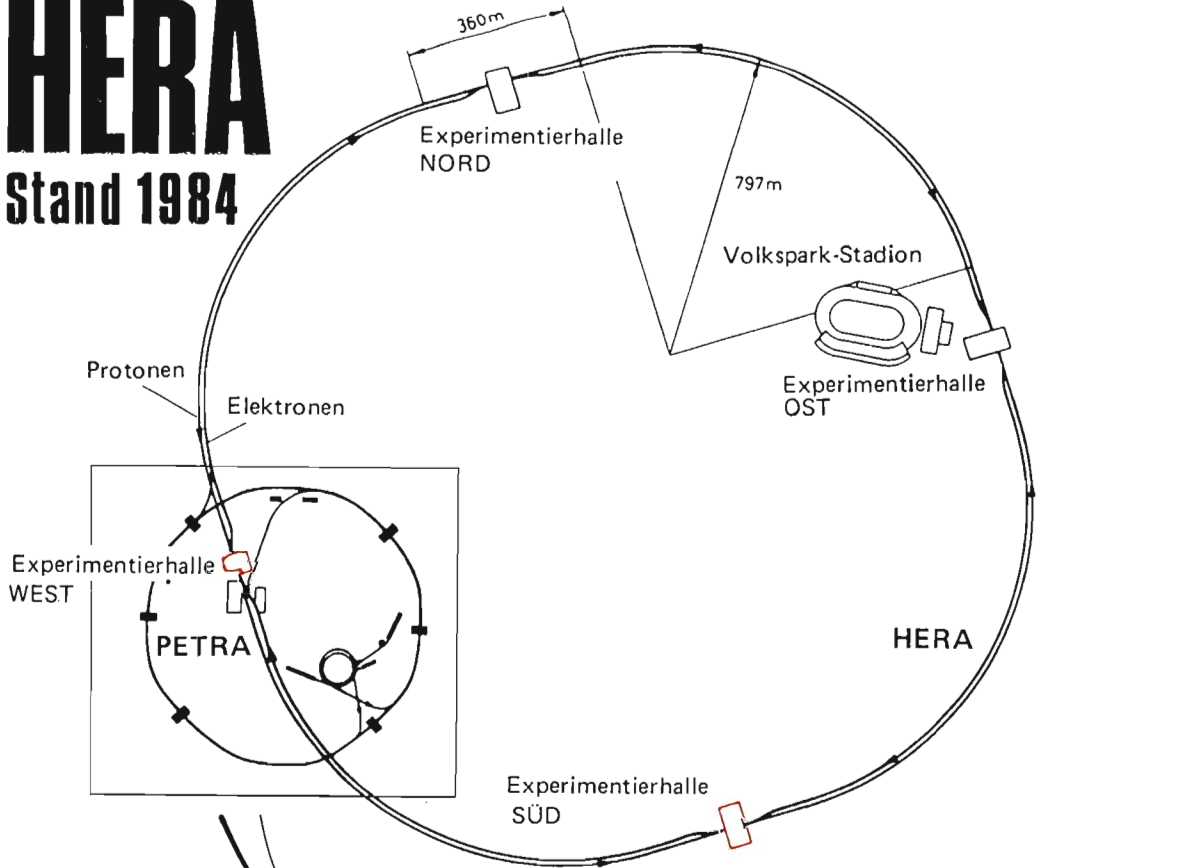 HERA
Stand 1984
360m
Experimentierhalle
NORD
797m
Volkspark-Stadion
Protonen
Elektronen
Experimentierhalle
OST
Experimentierhalle
WEST
PETRA
HERA
Experimentierhalle
SÜD